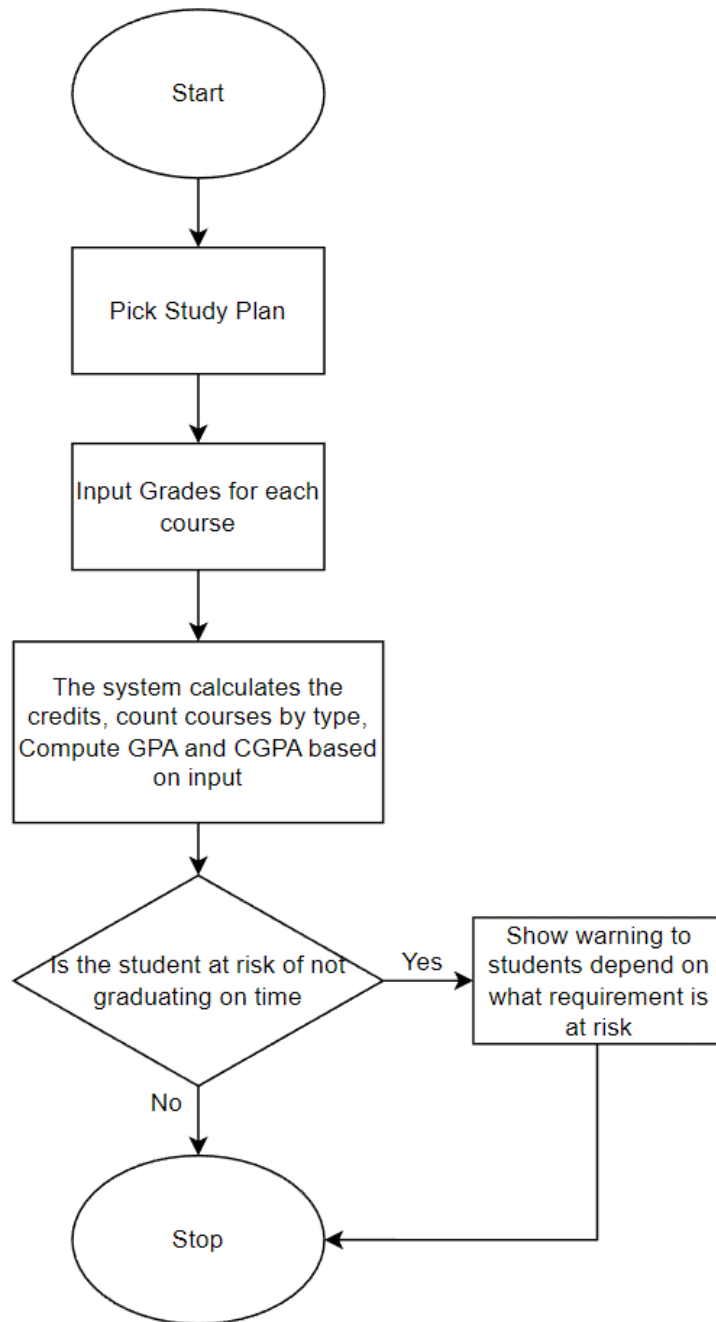 Start
Pick Study Plan
Input Grades for each
course
The system calculates the
credits, count courses by type,
Compute GPA and CGPA based
on input
Is the student at risk of not
graduating on time
Yes
Show warning to
students depend on
what requirement is
at risk
No
Stop